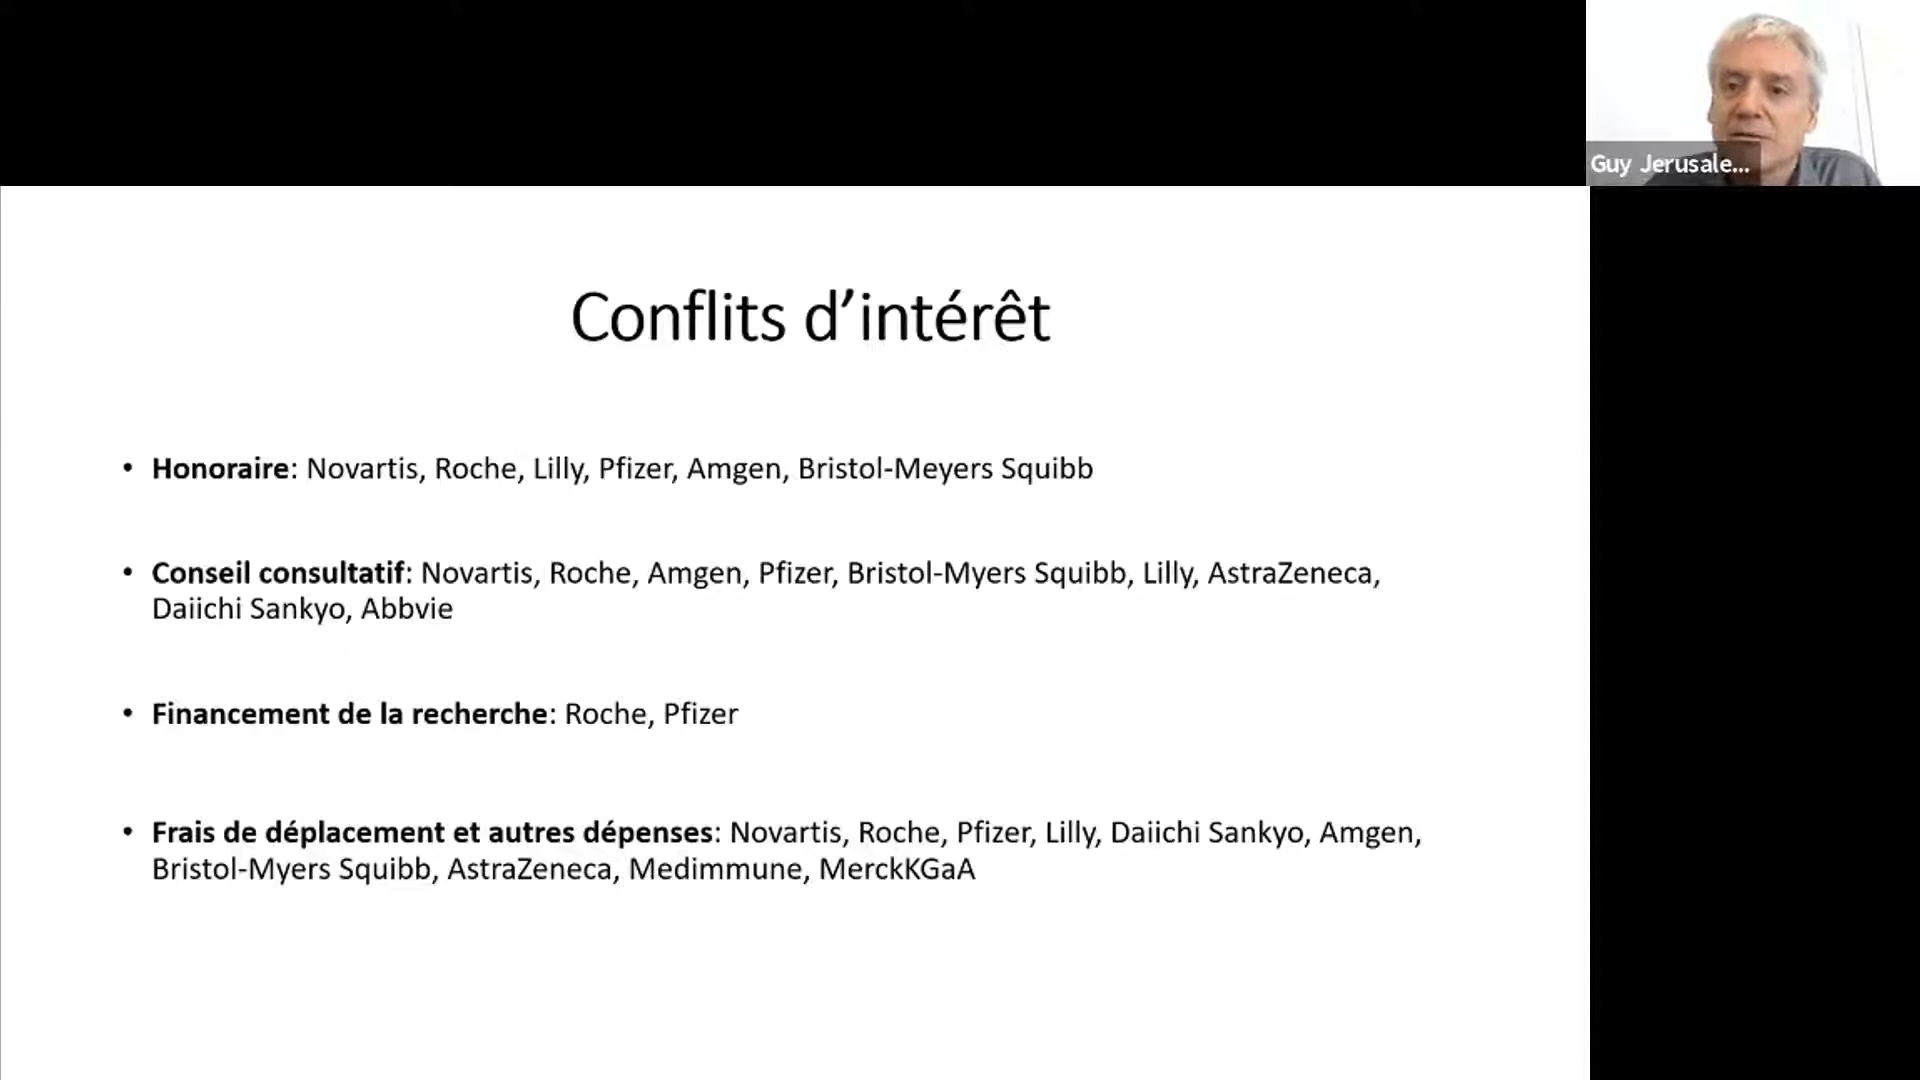 Guy Jerusale...
Conflits d’intérêt
• Honoraire: Novartis, Roche, Lilly, Pfizer, Amgen, Bristol-Meyers Squibb
• Conseil consultatif: Novartis, Roche, Amgen, Pfizer, Bristol-Myers Squibb, Lilly, AstraZeneca,
Daiichi Sankyo, Abbvie
• Financement de la recherche: Roche, Pfizer
• Frais de déplacement et autres dépenses: Novartis, Roche, Pfizer, Lilly, Daiichi Sankyo, Amgen,
Bristol-Myers Squibb, AstraZeneca, Medimmune, MerckKGaA